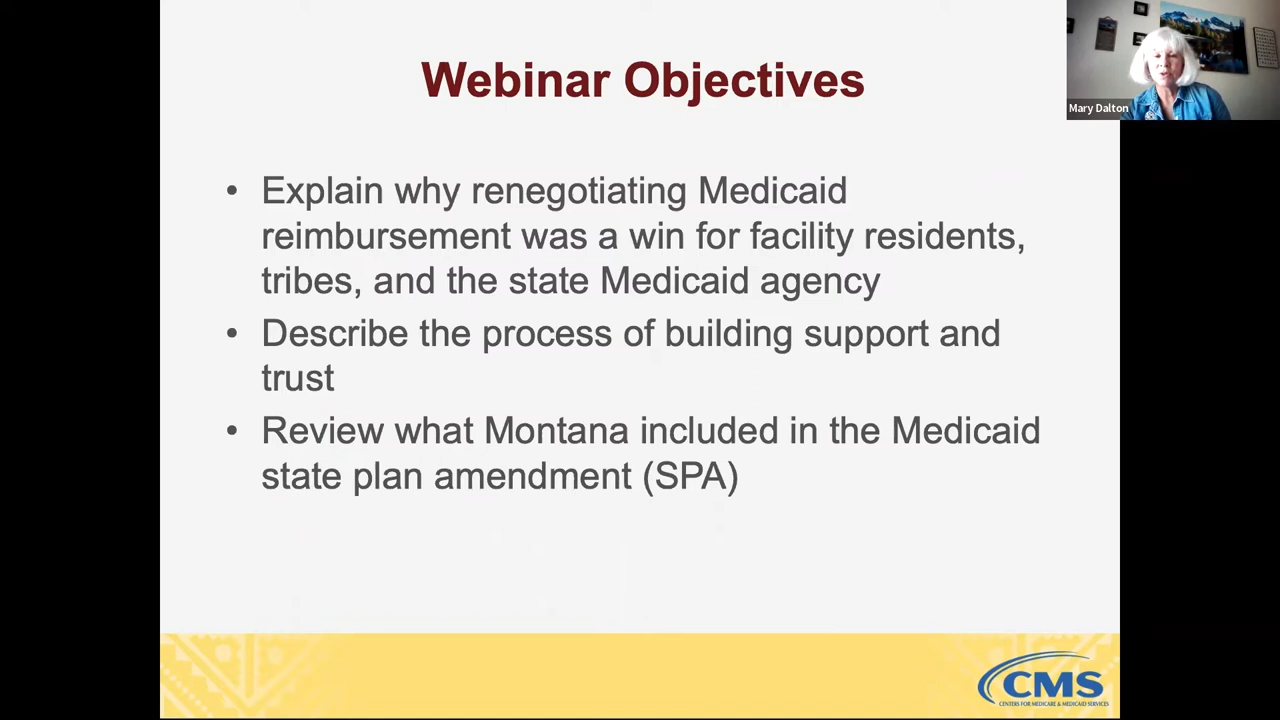 Webinar Objectives
Mary Dalton
• Explain why renegotiating Medicaid
reimbursement was a win for facility residents,
tribes, and the state Medicaid agency
• Describe the process of building support and
trust
• Review what Montana included in the Medicaid
state plan amendment (SPA)
CMS
CENTERS FOR MEDICARE & MEDICAID SERVICES